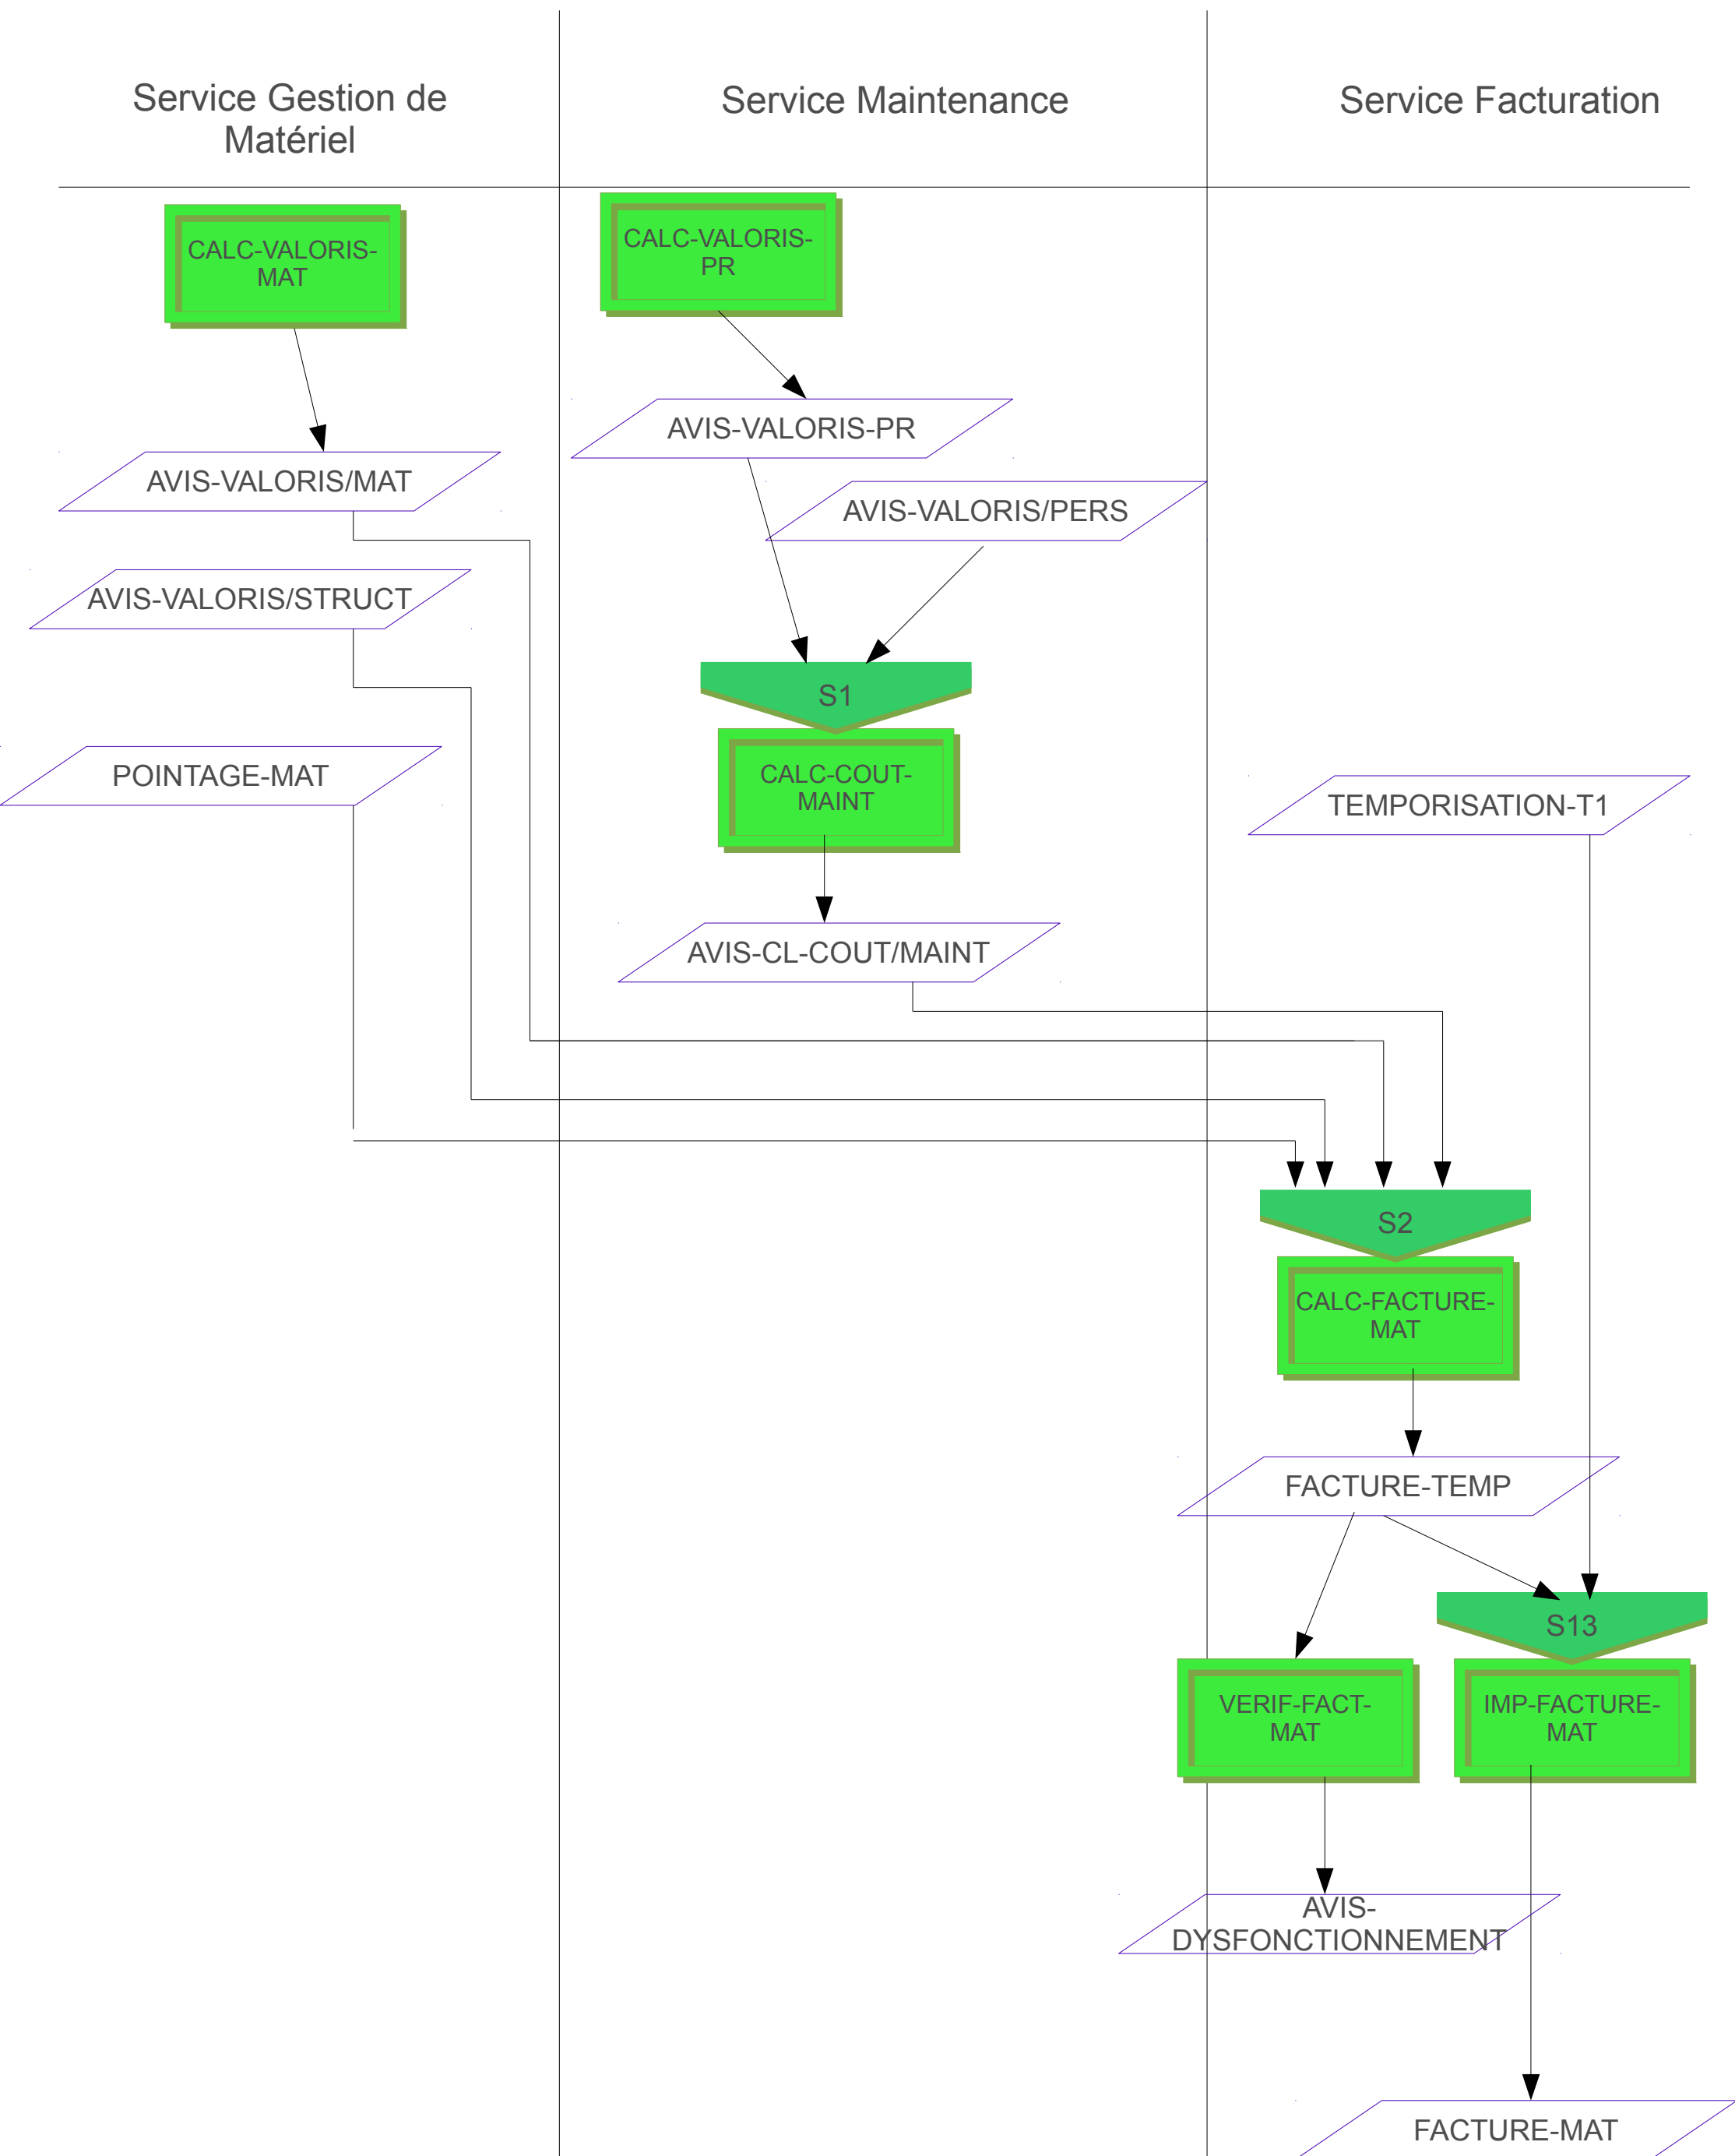 Service Gestion de
Matériel
Service Maintenance
Service Facturation
CALC-VALORIS-
MAT
CALC-VALORIS-
PR
AVIS-VALORIS-PR
AVIS-VALORIS/MAT
AVIS-VALORIS/PERS
AVIS-VALORIS/STRUCT
S1
POINTAGE-MAT
CALC-COUT-
MAINT
TEMPORISATION-T1
AVIS-CL-COUT/MAINT
S2
CALC-FACTURE-
MAT
FACTURE-TEMP
S13
VERIF-FACT-
MAT
IMP-FACTURE-
MAT
AVIS-
DYSFONCTIONNEMENT
FACTURE-MAT